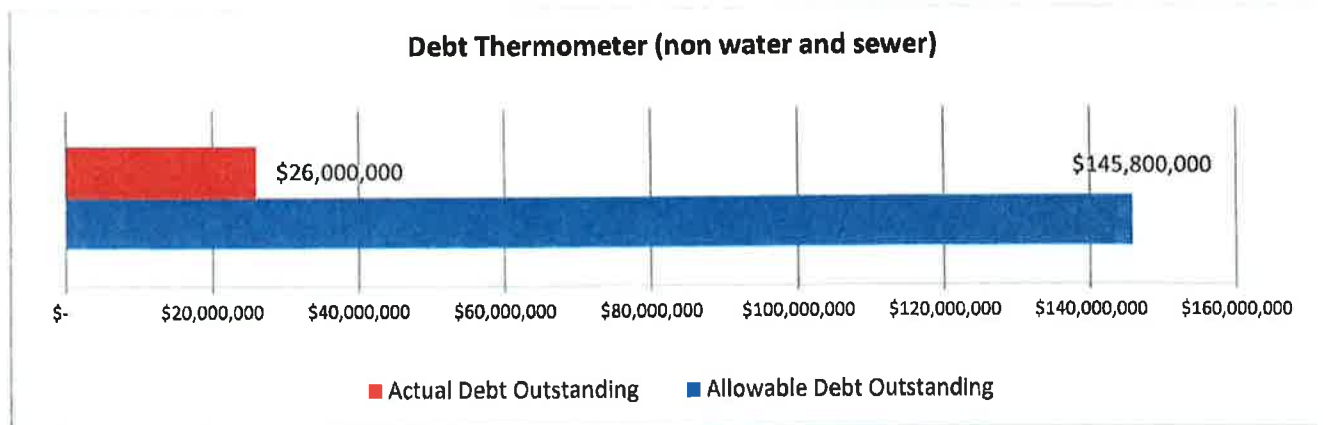 Debt Thermometer (non water and sewer)
$26,000,000
$145,800,000
$- $20,000,000 $40,000,000 $60,000,000 $80,000,000 $100,000,000 $120,000,000 $140,000,000 $160,000,000
Actual Debt Outstanding Allowable Debt Outstanding